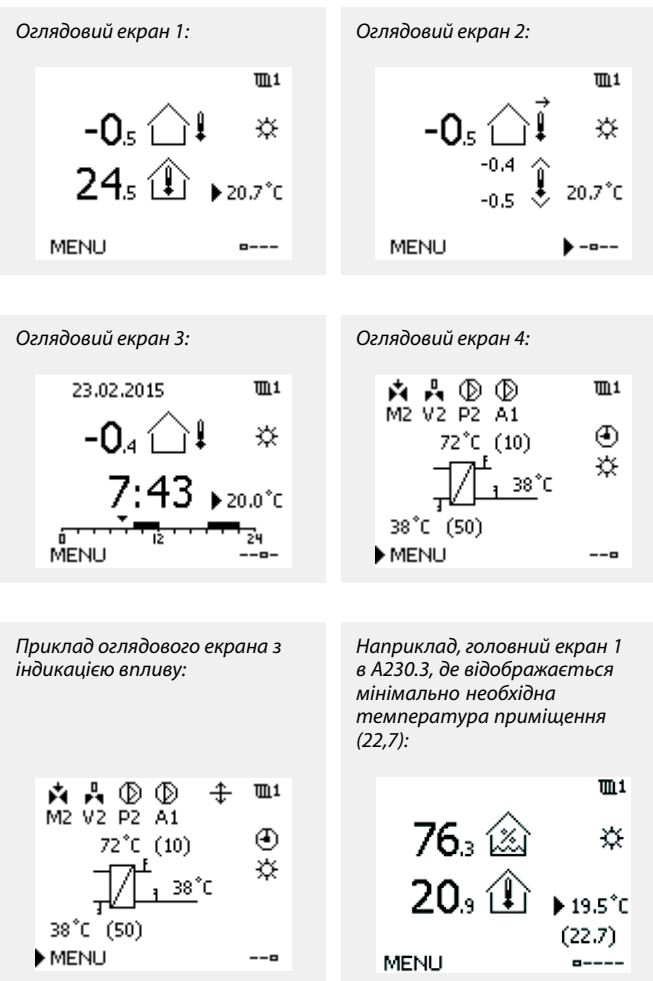 Оглядовий екран 1:
1
-0.5
24.5
20.7°C
MENU
Оглядовий екран 2:
1
-0.5
-0.4
-0.5
20.7°C
MENU
Оглядовий екран 3:
23.02.2015
1
-0.4
7:43
20.0°C
0 12 24
MENU
Оглядовий екран 4:
1
M2 V2 P2 A1
72°C (10)
38°C
38°C (50)
MENU
Приклад оглядового екрана з
індикацією впливу:
1
M2 V2 P2 A1
72°C (10)
38°C
38°C (50)
MENU
Наприклад, головний екран 1
в A230.3, де відображається
мінімально необхідна
температура приміщення
(22,7):
1
76.3 %
20.9
19.5°C
(22.7)
MENU